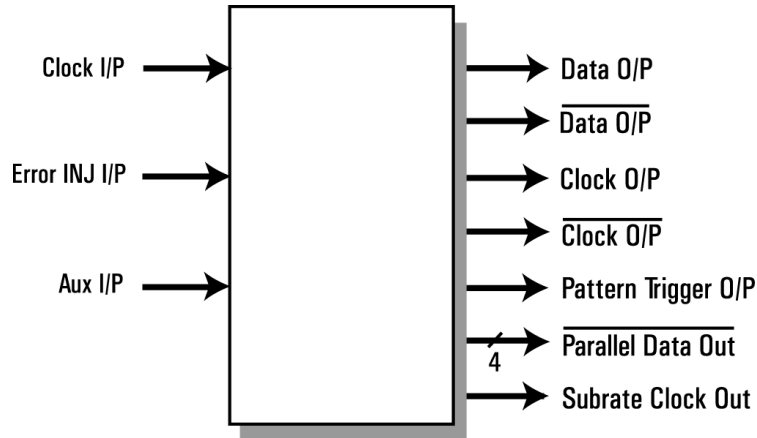 Clock I/P
Error INJ I/P
Aux I/P
Data O/P
Data O/P
Clock O/P
Clock O/P
Pattern Trigger O/P
Parallel Data Out
4
Subrate Clock Out